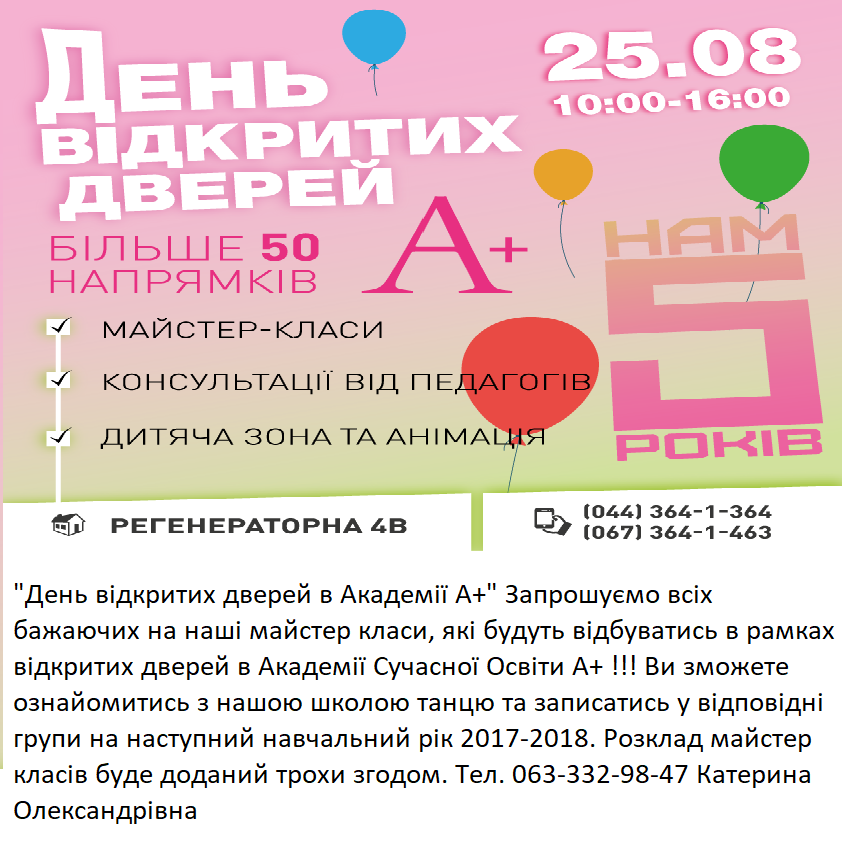 ДЕНЬ
ВІДКРИТИХ
ДВЕРЕЙ
25.08
10:00-16:00
БІЛЬШЕ 50
НАПРЯМКІВ
А+
НАМ
5
РОКІВ
МАЙСТЕР-КЛАСИ
КОНСУЛЬТАЦІЇ ВІД ПЕДАГОГІВ
ДИТЯЧА ЗОНА ТА АНІМАЦІЯ
РЕГЕНЕРАТОРНА 4В
(044) 364-1-364
(067) 364-1-463
"День відкритих дверей в Академії А+" Запрошуємо всіх
бажаючих на наші майстер класи, які будуть відбуватись в рамках
відкритих дверей в Академії Сучасної Освіти А+ !!! Ви зможете
ознайомитись з нашою школою танцю та записатись у відповідні
групи на наступний навчальний рік 2017-2018. Розклад майстер
класів буде доданий трохи згодом. Тел. 063-332-98-47 Катерина
Олександрівна